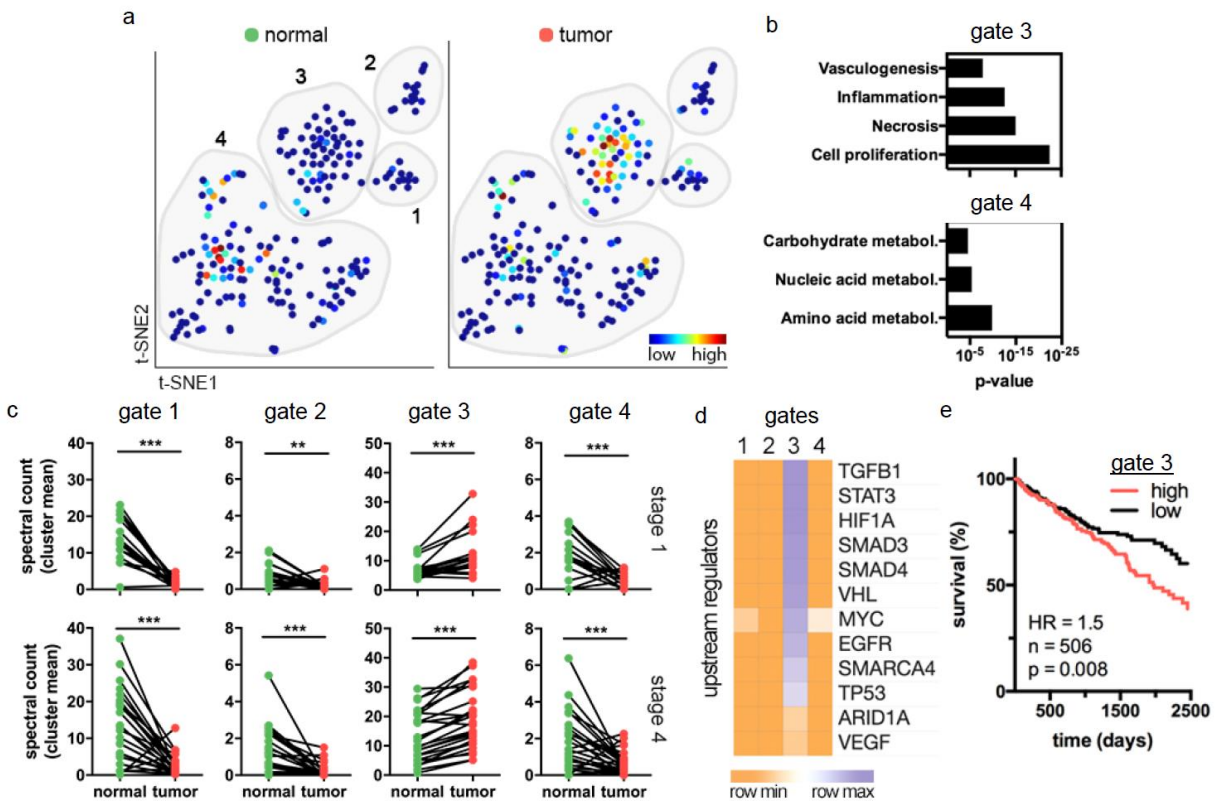 a
normal
tumor
1
2
3
4
t-SNE2
t-SNE1
low high
b
gate 3
Vasculogenesis
Inflammation
Necrosis
Cell proliferation
gate 4
Carbohydrate metabol.
Nucleic acid metabol.
Amino acid metabol.
10-5 10-15 10-25
p-value
c
gate 1 gate 2 gate 3 gate 4
spectral count
(cluster mean)
40
30
20
10
0
***
8
6
4
2
0
**
50
40
30
20
10
0
***
8
6
4
2
0
***
stage 1
spectral count
(cluster mean)
40
30
20
10
0
***
8
6
4
2
0
***
50
40
30
20
10
0
***
8
6
4
2
0
***
stage 4
normal tumor normal tumor normal tumor normal tumor
d
gates
1 2 3 4
upstream regulators
TGFB1
STAT3
HIF1A
SMAD3
SMAD4
VHL
MYC
EGFR
SMARCA4
TP53
ARID1A
VEGF
row min row max
e
gate 3
high
low
survival (%)
100
50
0
HR = 1.5
n = 506
p = 0.008
500 1500 2500
time (days)